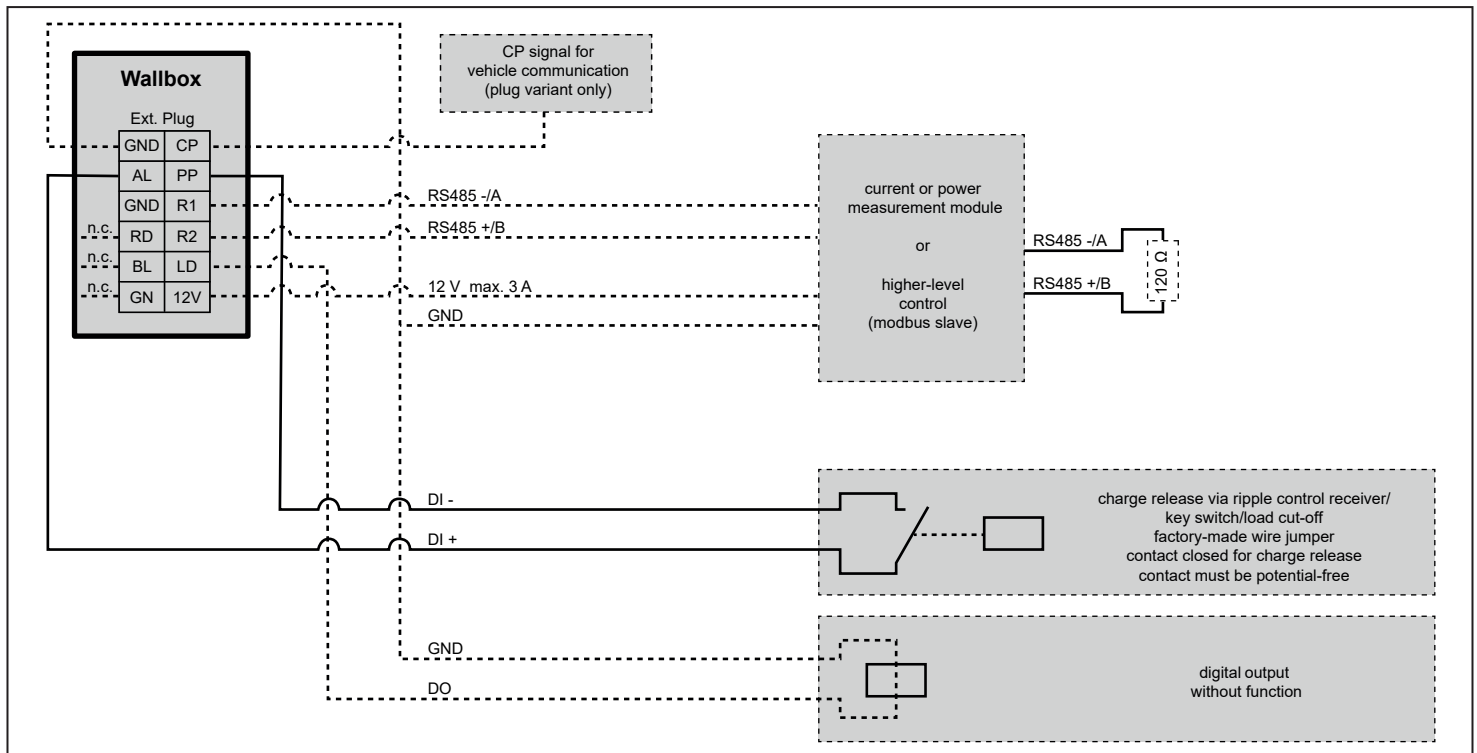 CP signal for
vehicle communication
(plug variant only)
Wallbox
Ext. Plug
GND CP
AL PP
GND R1
n.c. RD R2
n.c. BL LD
n.c. GN 12V
RS485 -/A
RS485 +/B
12 V max. 3 A
GND
current or power
measurement module
or
higher-level
control
(modbus slave)
RS485 -/A
RS485 +/B
120 Ω
DI -
DI +
charge release via ripple control receiver/
key switch/load cut-off
factory-made wire jumper
contact closed for charge release
contact must be potential-free
GND
DO
digital output
without function